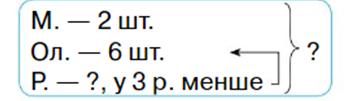 М. — 2 шт.
Ол. — 6 шт.
Р. — ?, у 3 р. менше
?